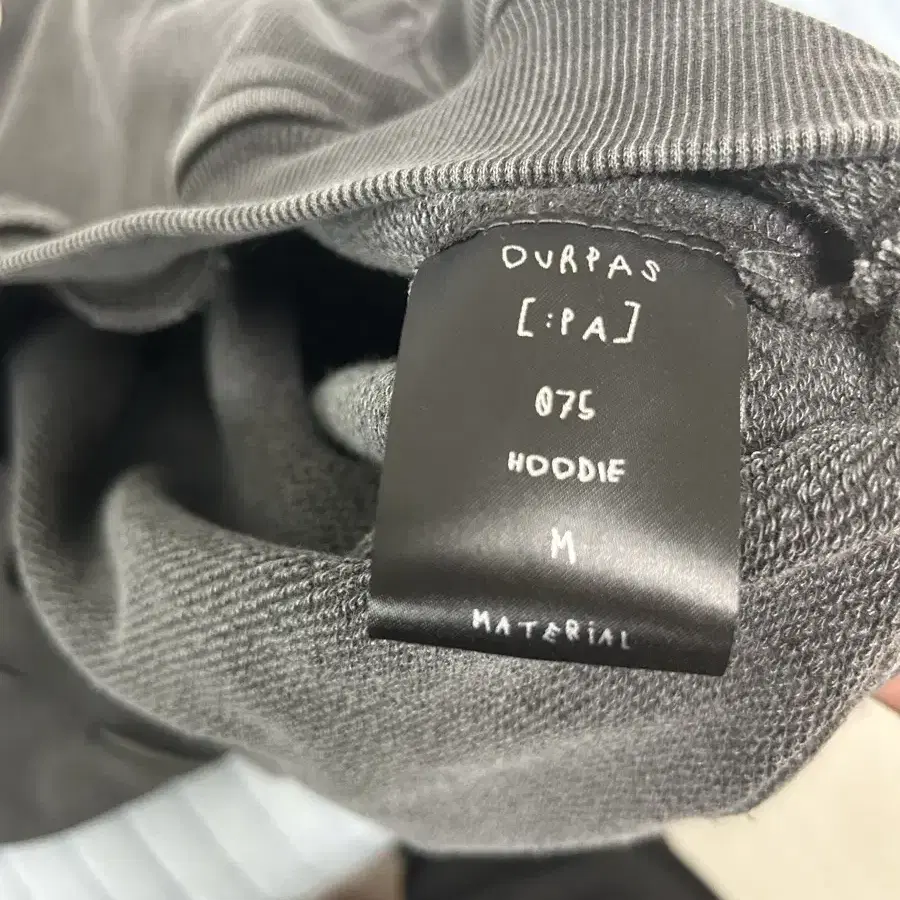 OURPAS
[:PA]
075
HOODIE
M
MATERiAL